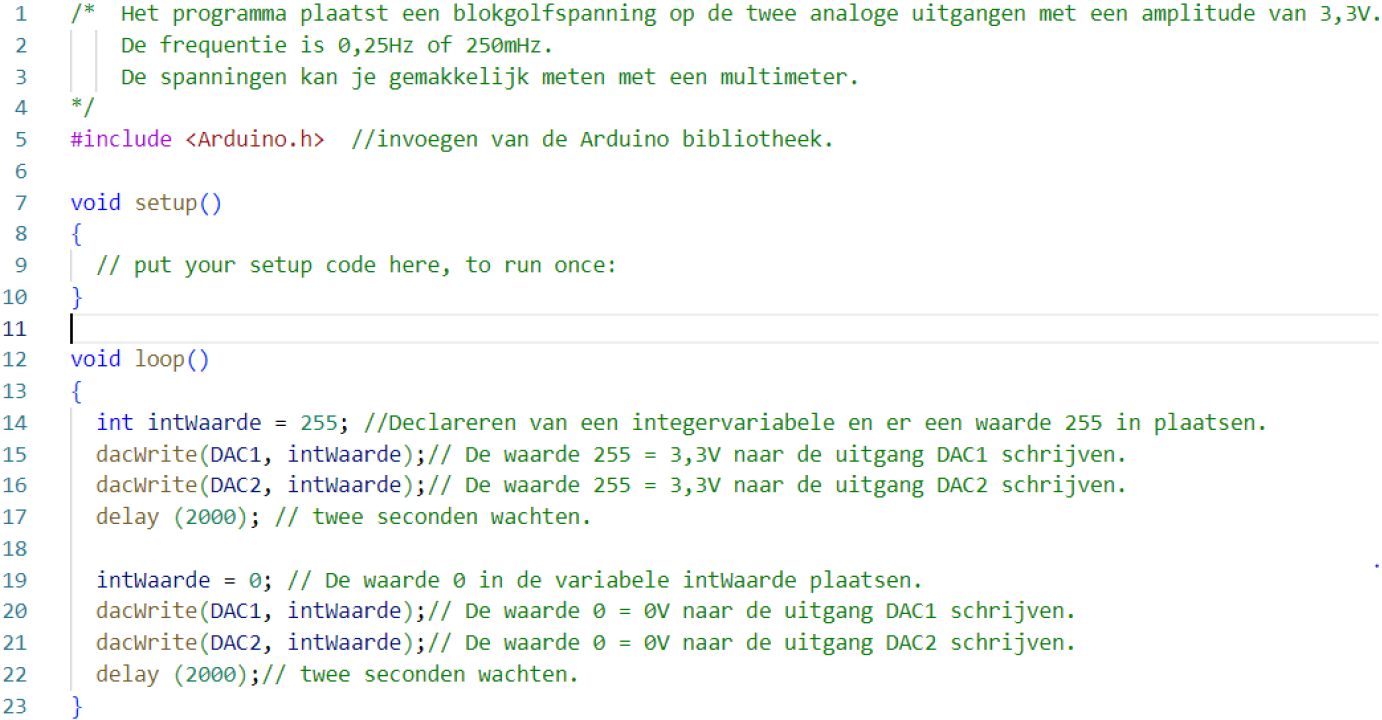 1 /*  Het programma plaatst een blokgolfspanning op de twee analoge uitgangen met een amplitude van 3,3V.
2     De frequentie is 0,25Hz of 250mHz.
3     De spanningen kan je gemakkelijk meten met een multimeter.
4 */
5 #include <Arduino.h>  //invoegen van de Arduino bibliotheek.
6
7 void setup()
8 {
9   // put your setup code here, to run once:
10 }
11
12 void loop()
13 {
14   int intWaarde = 255; //Declareren van een integervariabele en er een waarde 255 in plaatsen.
15   dacWrite(DAC1, intWaarde);// De waarde 255 = 3,3V naar de uitgang DAC1 schrijven.
16   dacWrite(DAC2, intWaarde);// De waarde 255 = 3,3V naar de uitgang DAC2 schrijven.
17   delay (2000); // twee seconden wachten.
18
19   intWaarde = 0; // De waarde 0 in de variabele intWaarde plaatsen.
20   dacWrite(DAC1, intWaarde);// De waarde 0 = 0V naar de uitgang DAC1 schrijven.
21   dacWrite(DAC2, intWaarde);// De waarde 0 = 0V naar de uitgang DAC2 schrijven.
22   delay (2000);// twee seconden wachten.
23 }